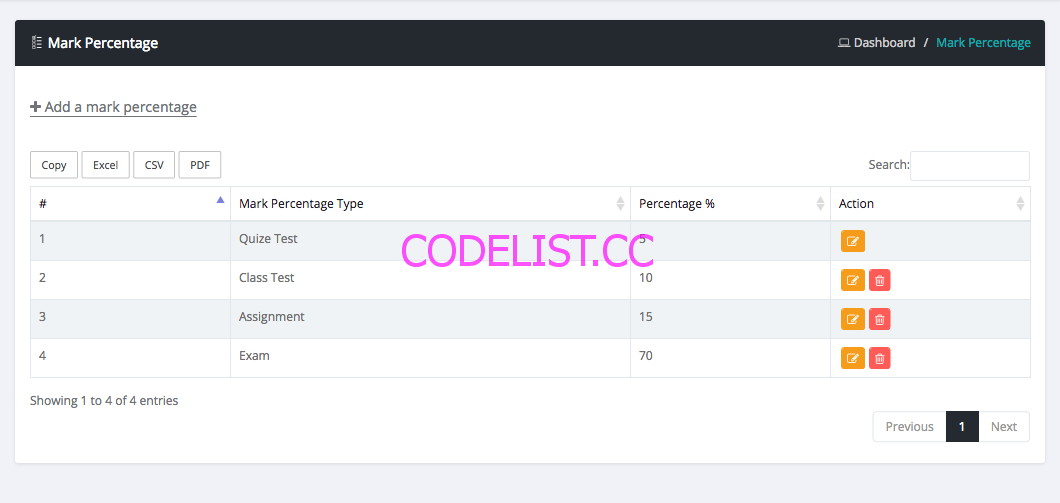 Mark Percentage
Dashboard / Mark Percentage
Add a mark percentage
Copy Excel CSV PDF Search:
# Mark Percentage Type Percentage % Action
1 Quize Test 5
CODELIST.CC
2 Class Test 10
3 Assignment 15
4 Exam 70
Showing 1 to 4 of 4 entries
Previous 1 Next